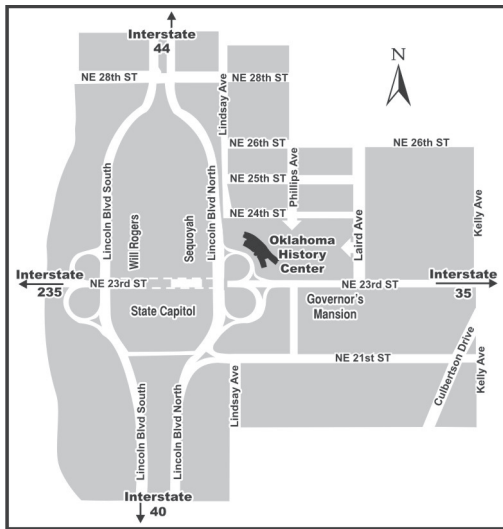 Interstate
44
N
NE 28th ST
NE 28th ST
Lindsay Ave
NE 26th ST
NE 26th ST
Phillips Ave
NE 25th ST
NE 24th ST
Lincoln Blvd South
Will Rogers
Sequoyah
Lincoln Blvd North
Oklahoma
History
Center
Laird Ave
Kelly Ave
Interstate
235
NE 23rd ST
NE 23rd ST
Interstate
35
State Capitol
Governor's
Mansion
NE 21st ST
Culbertson Drive
Kelly Ave
Lindsay Ave
Lincoln Blvd South
Lincoln Blvd North
Interstate
40